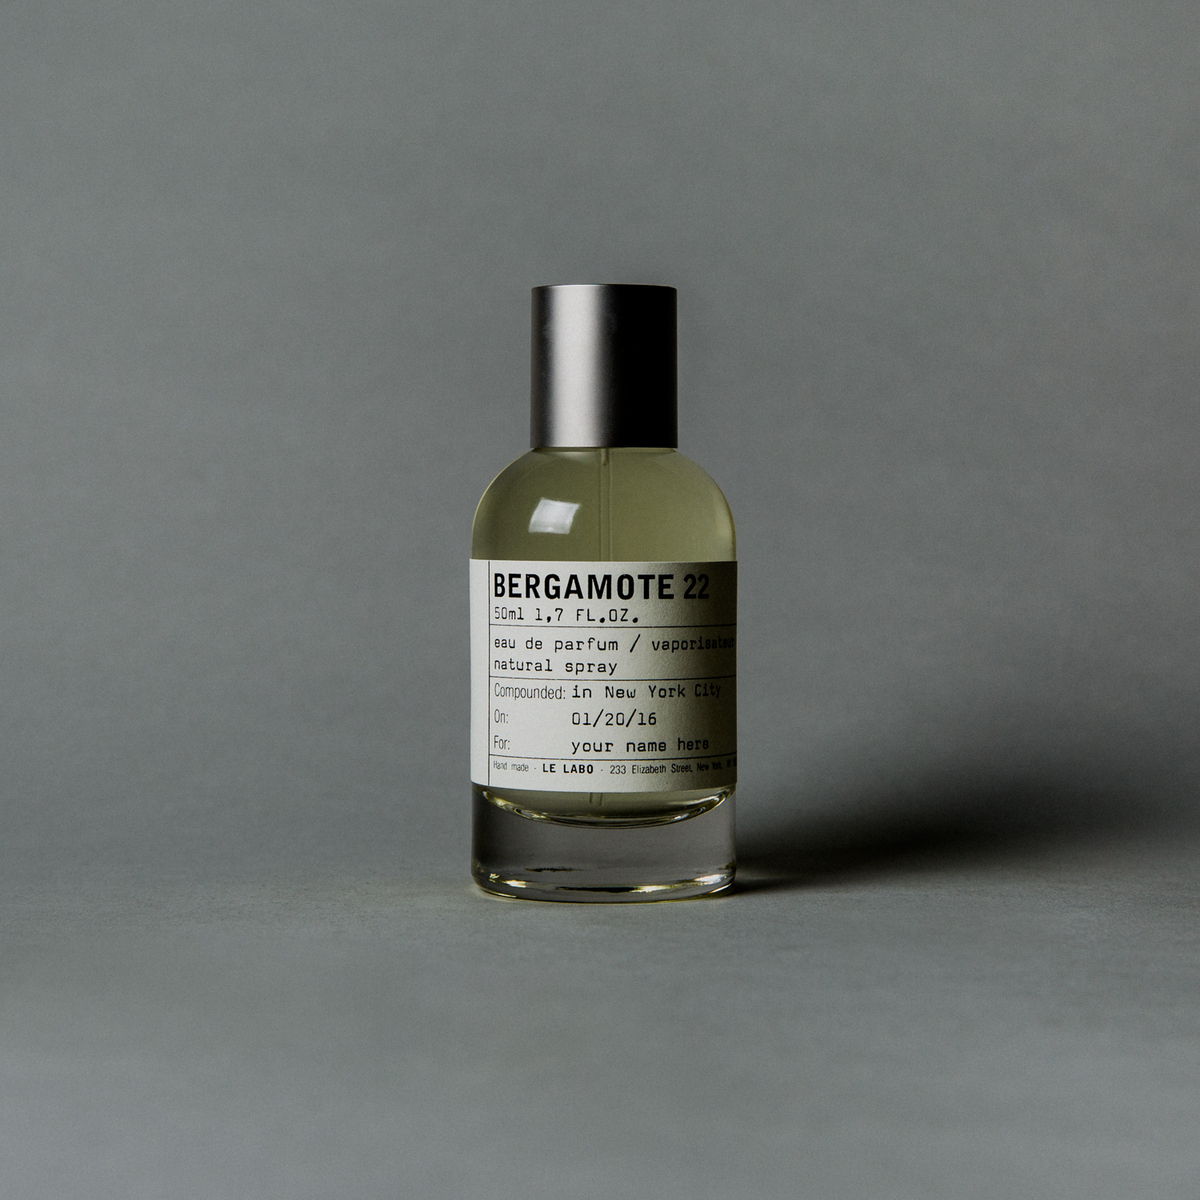 BERGAMOTE 22
50ml 1,7 FL.OZ.
eau de parfum / vaporisateur
natural spray
Compounded: in New York City
On: 01/20/16
For: your name here
Hand made · LE LABO · 233 Elizabeth Street, New York,